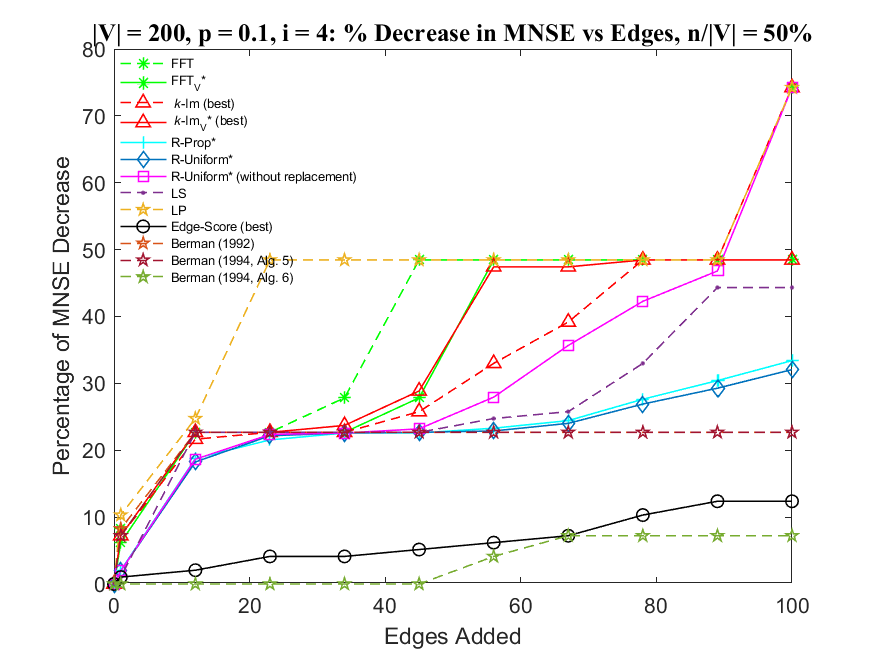 |V| = 200, p = 0.1, i = 4: % Decrease in MNSE vs Edges, n/|V| = 50%
80
70
60
50
40
30
20
10
0
Percentage of MNSE Decrease
FFT
FFT_V*
k-Im (best)
k-Im_V* (best)
R-Prop*
R-Uniform*
R-Uniform* (without replacement)
LS
LP
Edge-Score (best)
Berman (1992)
Berman (1994, Alg. 5)
Berman (1994, Alg. 6)
0 20 40 60 80 100
Edges Added